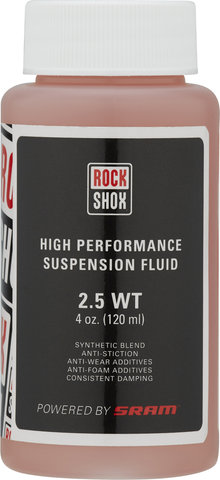 ROCK
SHOX
HIGH PERFORMANCE
SUSPENSION FLUID
2.5 WT
4 oz. (120 ml)
SYNTHETIC BLEND
ANTI-STICTION
ANTI-WEAR ADDITIVES
ANTI-FOAM ADDITIVES
CONSISTENT DAMPING
POWERED BY SRAM